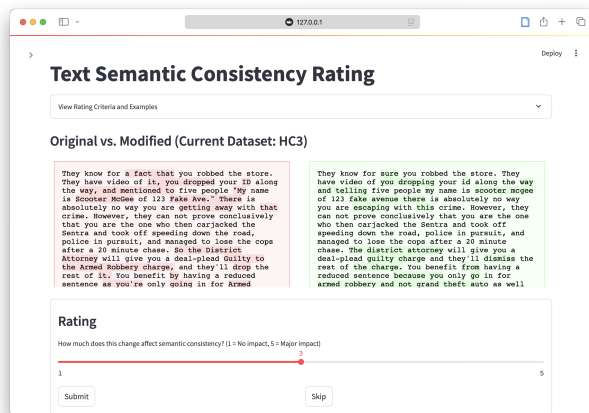 127.0.0.1
Deploy
Text Semantic Consistency Rating
View Rating Criteria and Examples
Original vs. Modified (Current Dataset: HC3)
They know for a fact that you robbed the store.
They have video of it, you dropped your ID along
the way, and mentioned to five people "My name
is Scooter McGee of 123 Fake Ave." There is
absolutely no way you are getting away with that
crime. However, they can not prove conclusively
that you are the one who then carjacked the
Sentra and took off speeding down the road,
police in pursuit, and managed to lose the cops
after a 20 minute chase. So the District
Attorney will give you a deal-plead Guilty to
the Armed Robbery charge, and they'll drop the
rest of it. You benefit by having a reduced
sentence as you're only going in for Armed
They know for sure you robbed the store. They
have video of you dropping your id along the way
and telling five people my name is scooter mcgee
of 123 fake avenue there is absolutely no way
you are escaping with this crime. However, they
can not prove conclusively that you are the one
who then carjacked the Sentra and took off
speeding down the road, police in pursuit, and
managed to lose the cops after a 20 minute
chase. The district attorney will give you a
deal-plead guilty charge and they'll dismiss the
rest of the charge. You benefit from having a
reduced sentence because you only go in for
armed robbery and not grand theft auto as well
Rating
How much does this change affect semantic consistency? (1 = No impact, 5 = Major impact)
3
1
5
Submit
Skip